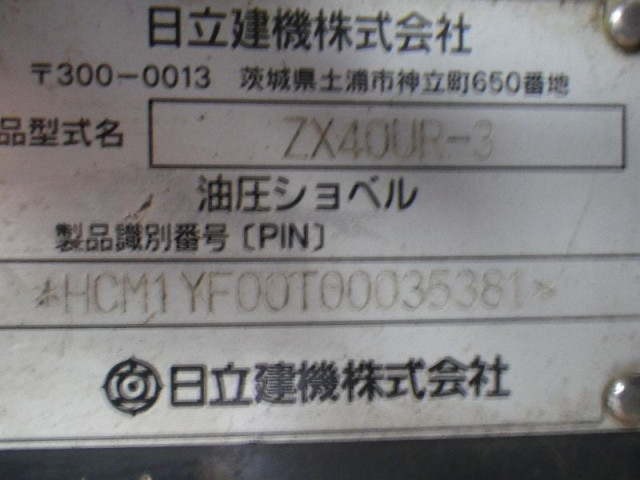 日立建機株式会社
〒300-0013 茨城県土浦市神立町650番地
品型式名 ZX40UR-3
油圧ショベル
製品識別番号〔PIN〕
*HCM1YF00T00035381*
日立建機株式会社